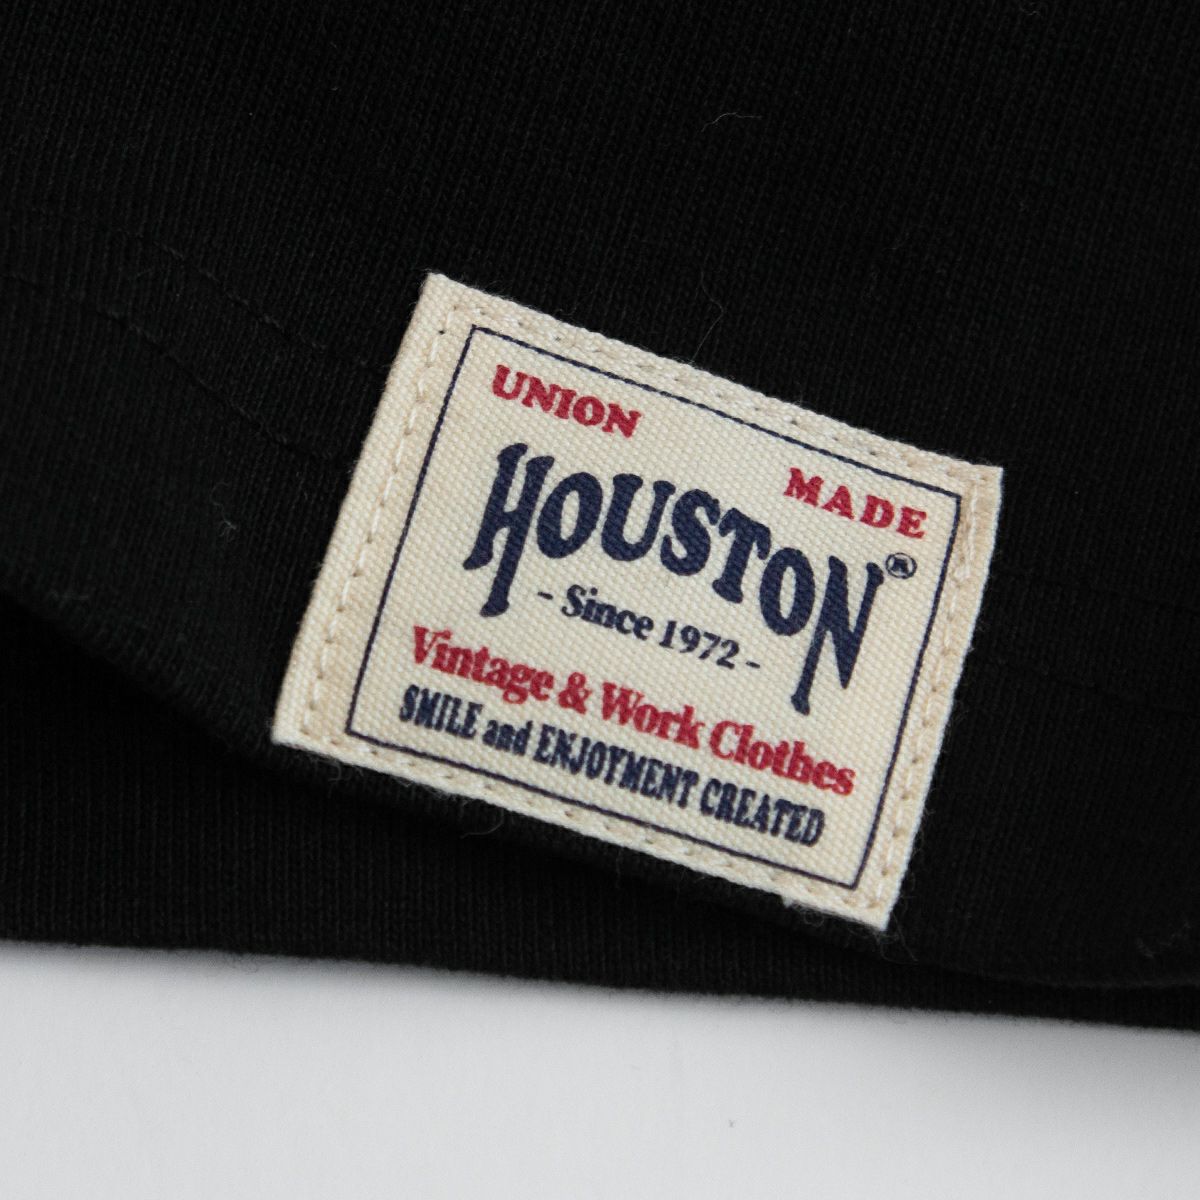 UNION MADE
HOUSTON®
- Since 1972 -
Vintage & Work Clothes
SMILE and ENJOYMENT CREATED